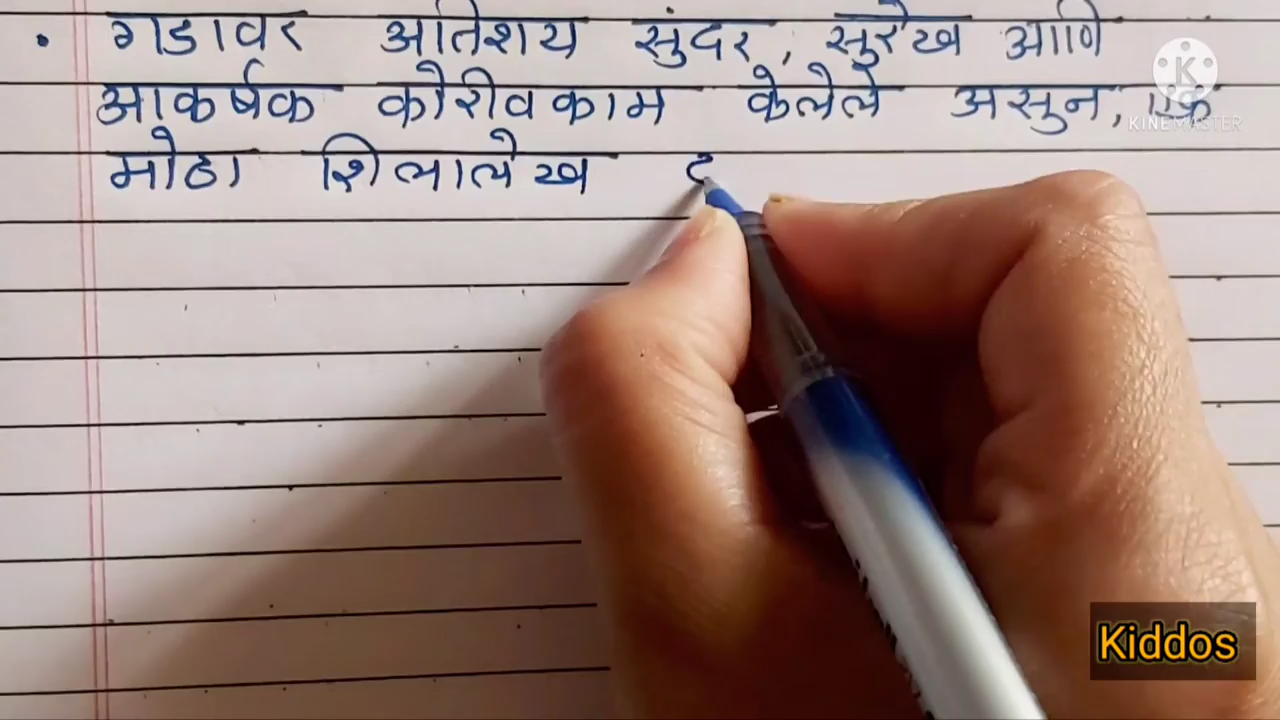 • गडावर अतिशय सुंदर, सुरेख आणि
आकर्षक कोरीवकाम केलेले असुन, एक
मोठा शिलालेख
KINEMASTER
Kiddos